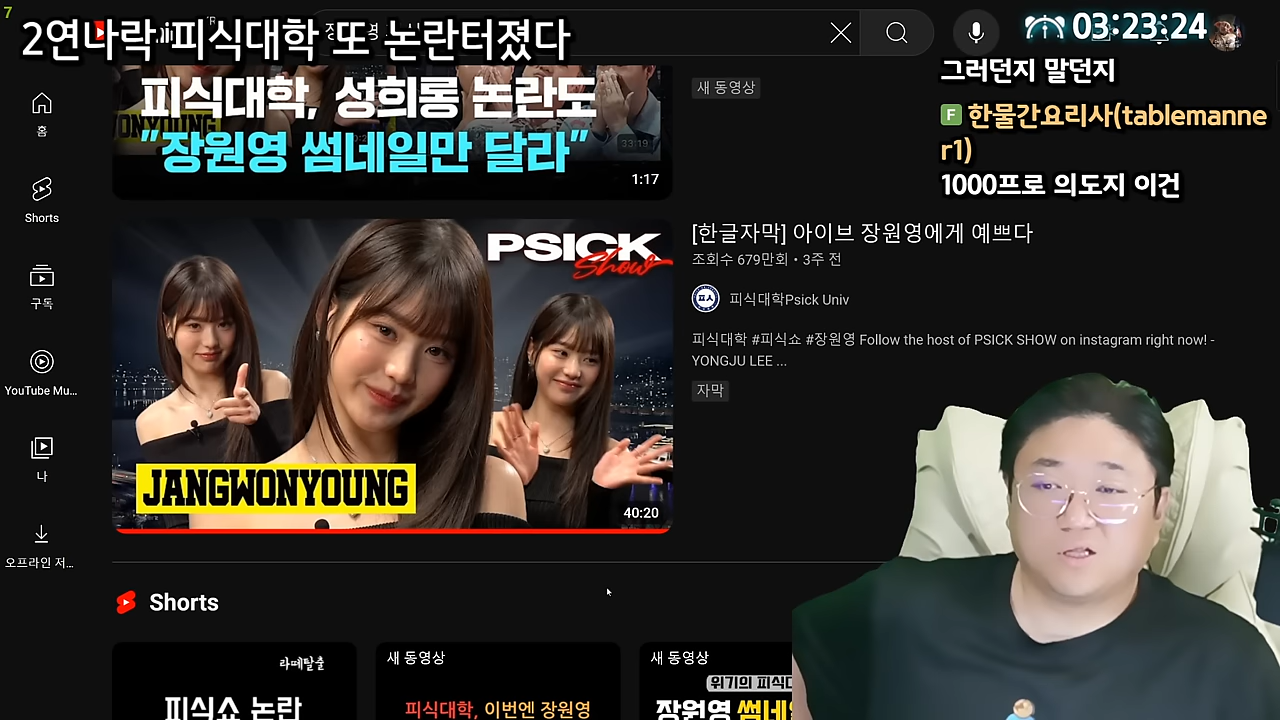 7
2연나락 피식대학 또 논란터졌다
03:23:24
그러던지 말던지
F 한물간요리사(tablemanne
r1)
1000프로 의도지 이건
홈
Shorts
구독
YouTube Mu...
나
오프라인 저...
피식대학, 성희롱 논란도
"장원영 썸네일만 달라"
33:19
1:17
새 동영상
PSICK
Show
JANGWONYOUNG
40:20
[한글자막] 아이브 장원영에게 예쁘다
조회수 679만회 • 3주 전
피식대학Psick Univ
피식대학 #피식쇼 #장원영 Follow the host of PSICK SHOW on instagram right now! -
YONGJU LEE ...
자막
Shorts
라떼탈출
피식쇼 논란
새 동영상
피식대학, 이번엔 장원영
새 동영상
위기의 피식대
장원영 썸네